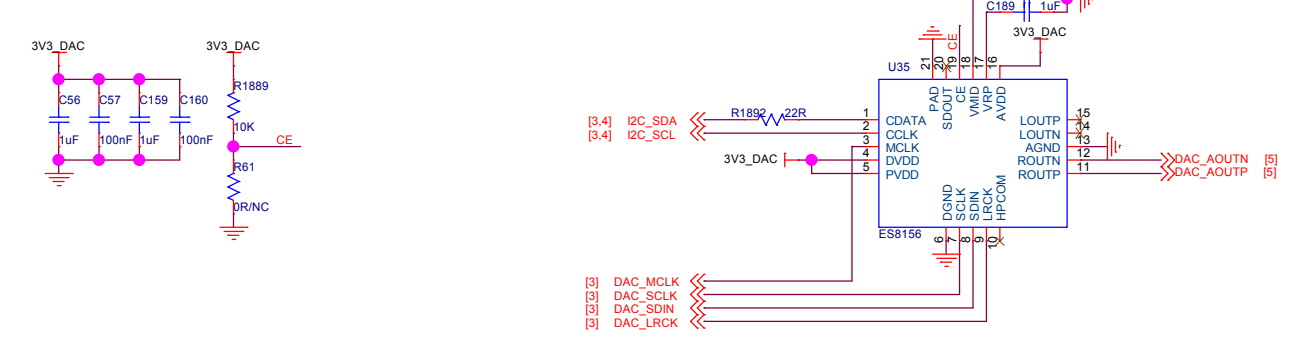 C189 1uF
3V3_DAC 3V3_DAC 3V3_DAC
CE
21 20 19 18 17 16
U35
R1889
C56 C57 C159 C160
PAD SDOUT CE VMID VRP AVDD
[3,4] I2C_SDA R1892 22R 1 CDATA LOUTP 15
10K
[3,4] I2C_SCL 2 CCLK LOUTN 14
1uF 100nF 1uF 100nF CE 3 MCLK AGND 13
3V3_DAC 4 DVDD ROUTN 12 DAC_AOUTN [5]
R61 5 PVDD ROUTP 11 DAC_AOUTP [5]
DGND SCLK SDIN LRCK HPCOM
0R/NC
ES8156 6 7 8 9 10
[3] DAC_MCLK
[3] DAC_SCLK
[3] DAC_SDIN
[3] DAC_LRCK